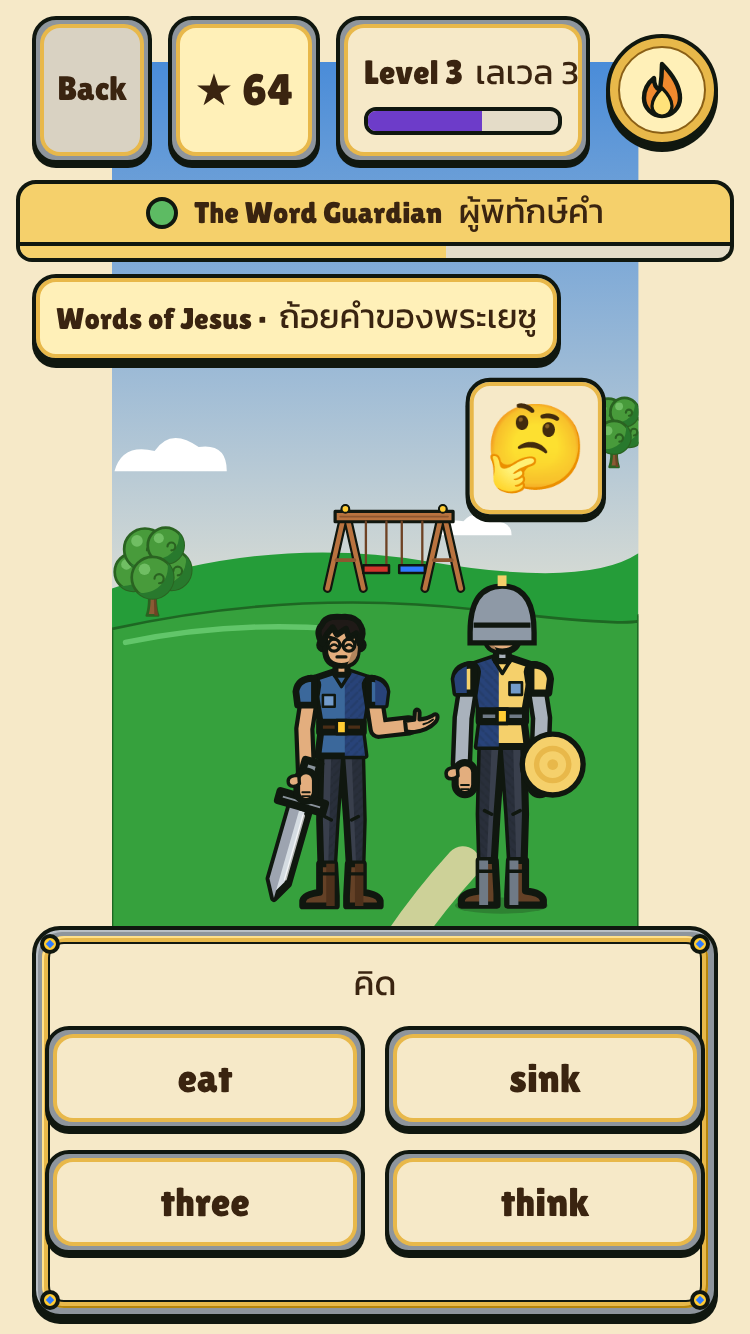 Back
★ 64
Level 3 เลเวล 3
The Word Guardian ผู้พิทักษ์คำ
Words of Jesus · ถ้อยคำของพระเยซู
คิด
eat
sink
three
think